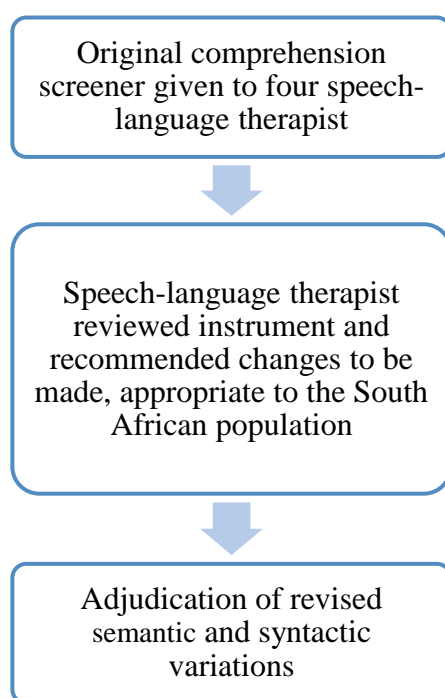 Original comprehension
screener given to four speech-
language therapist
Speech-language therapist
reviewed instrument and
recommended changes to be
made, appropriate to the South
African population
Adjudication of revised
semantic and syntactic
variations